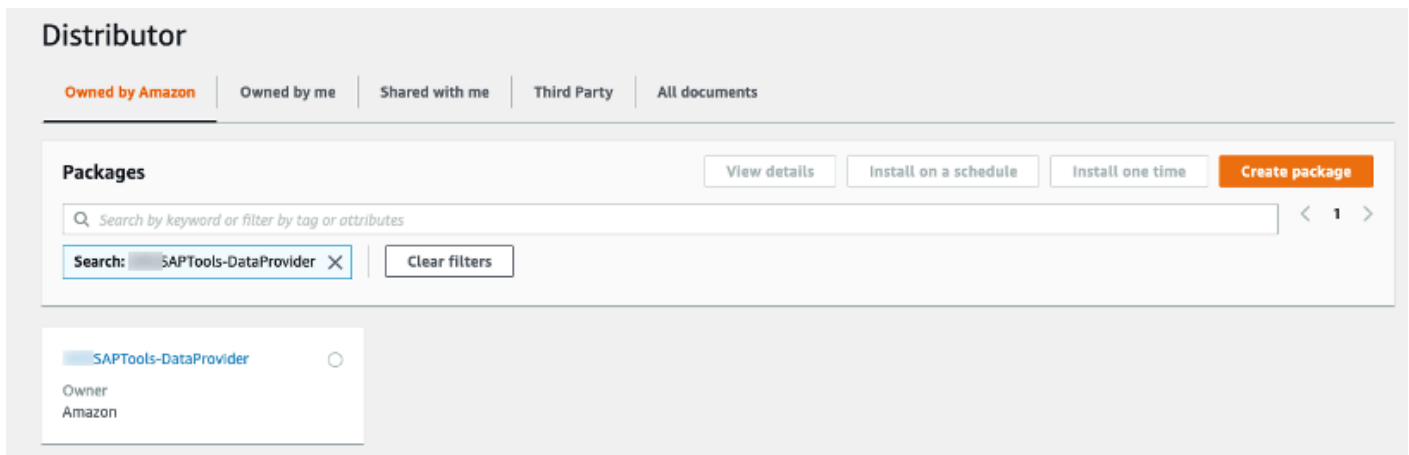 Distributor
Owned by Amazon Owned by me Shared with me Third Party All documents
Packages View details Install on a schedule Install one time Create package
Search by keyword or filter by tag or attributes 1
Search: SAPTools-DataProvider Clear filters
SAPTools-DataProvider
Owner
Amazon